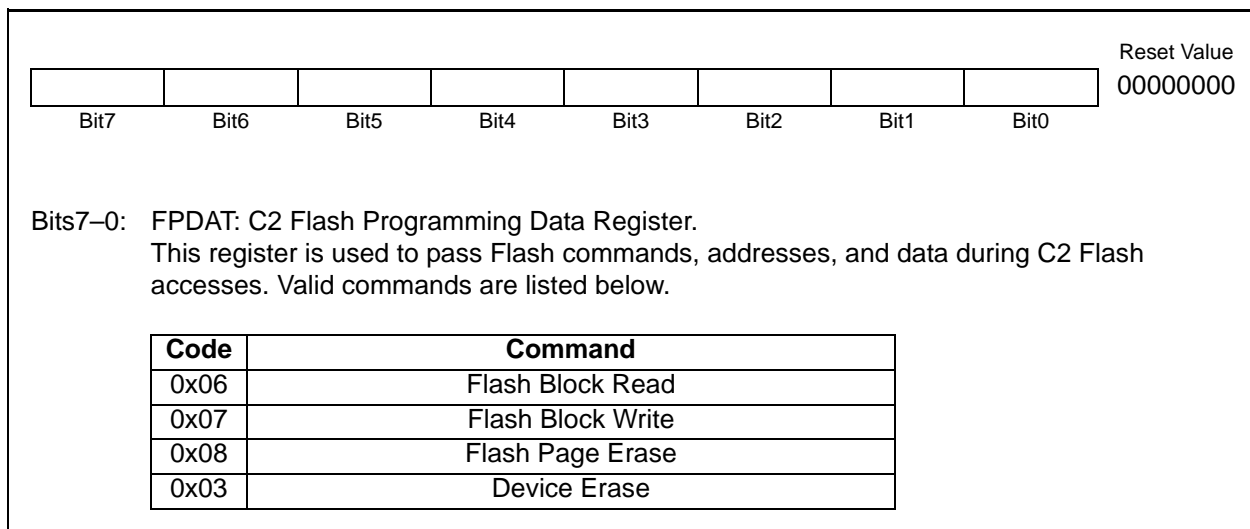 Reset Value
00000000
Bit7 Bit6 Bit5 Bit4 Bit3 Bit2 Bit1 Bit0
Bits7–0: FPDAT: C2 Flash Programming Data Register.
This register is used to pass Flash commands, addresses, and data during C2 Flash
accesses. Valid commands are listed below.
Code Command
0x06 Flash Block Read
0x07 Flash Block Write
0x08 Flash Page Erase
0x03 Device Erase